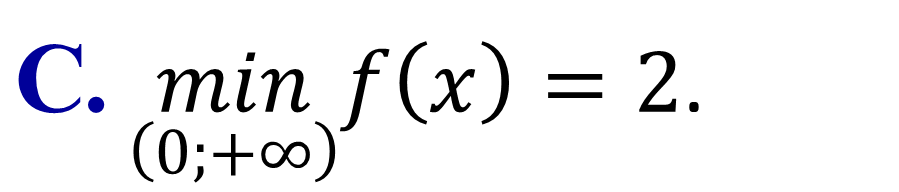 C. min f(x) = 2.
(0;+∞)